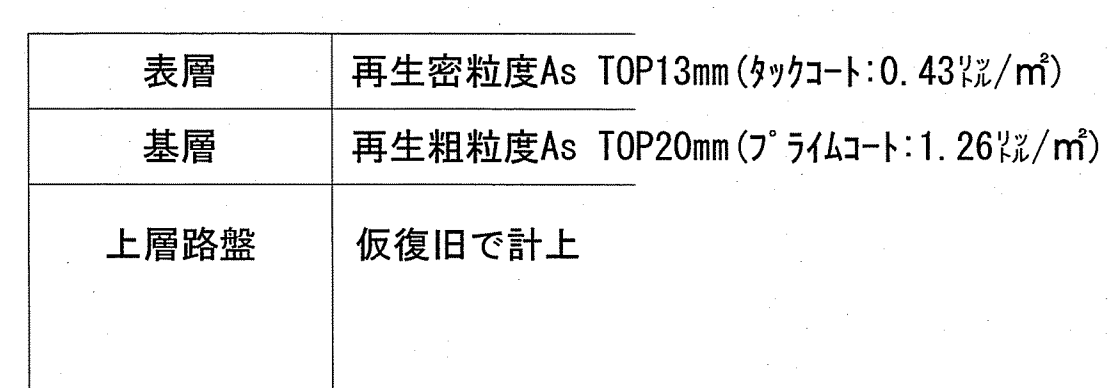 表層 再生密粒度As TOP13mm(ﾀｯｸｺｰﾄ:0.43㍑/㎡)
基層 再生粗粒度As TOP20mm(ﾌﾟﾗｲﾑｺｰﾄ:1.26㍑/㎡)
上層路盤 仮復旧で計上